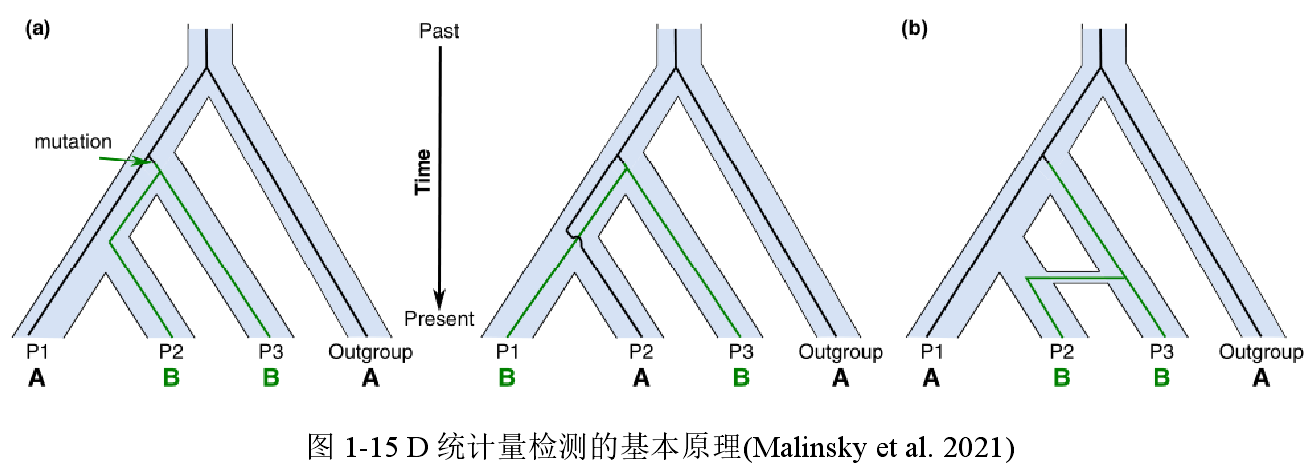 (a)
mutation
P1 P2 P3 Outgroup
A B B A
Past
Time
Present
P1 P2 P3 Outgroup
B A B A
(b)
P1 P2 P3 Outgroup
A B B A
图 1-15 D 统计量检测的基本原理(Malinsky et al. 2021)